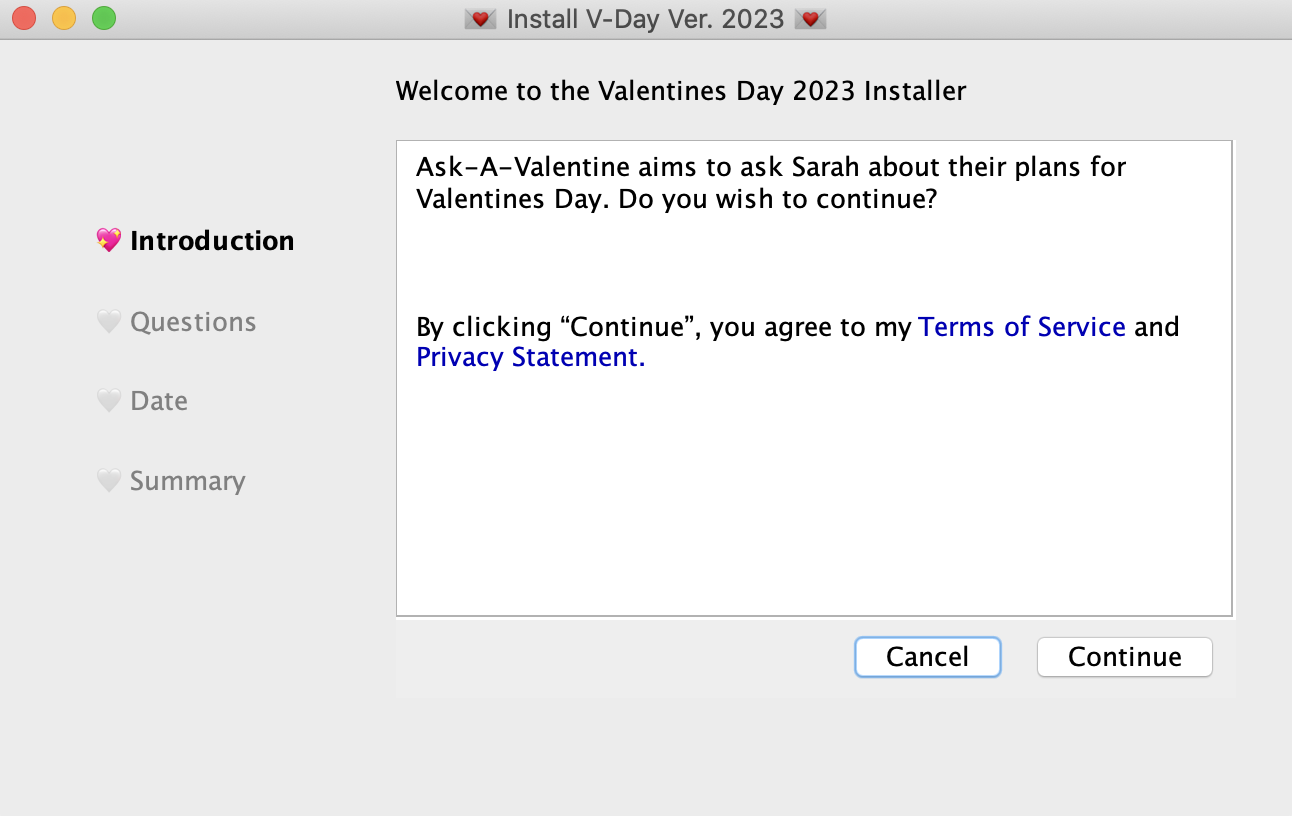 Install V-Day Ver. 2023
Welcome to the Valentines Day 2023 Installer
Ask-A-Valentine aims to ask Sarah about their plans for
Valentines Day. Do you wish to continue?
Introduction
Questions
Date
Summary
By clicking “Continue”, you agree to my Terms of Service and
Privacy Statement.
Cancel
Continue